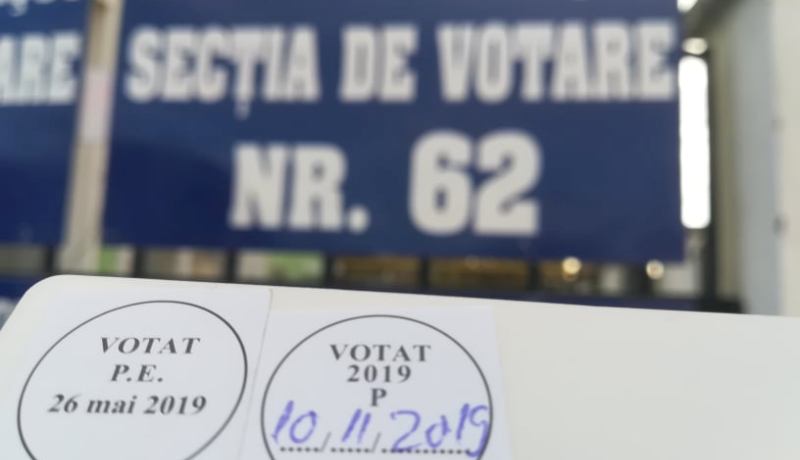 ARE
SECȚIA DE VOTARE
NR. 62
VOTAT
P.E.
26 mai 2019
VOTAT
2019
P
10/11/2019